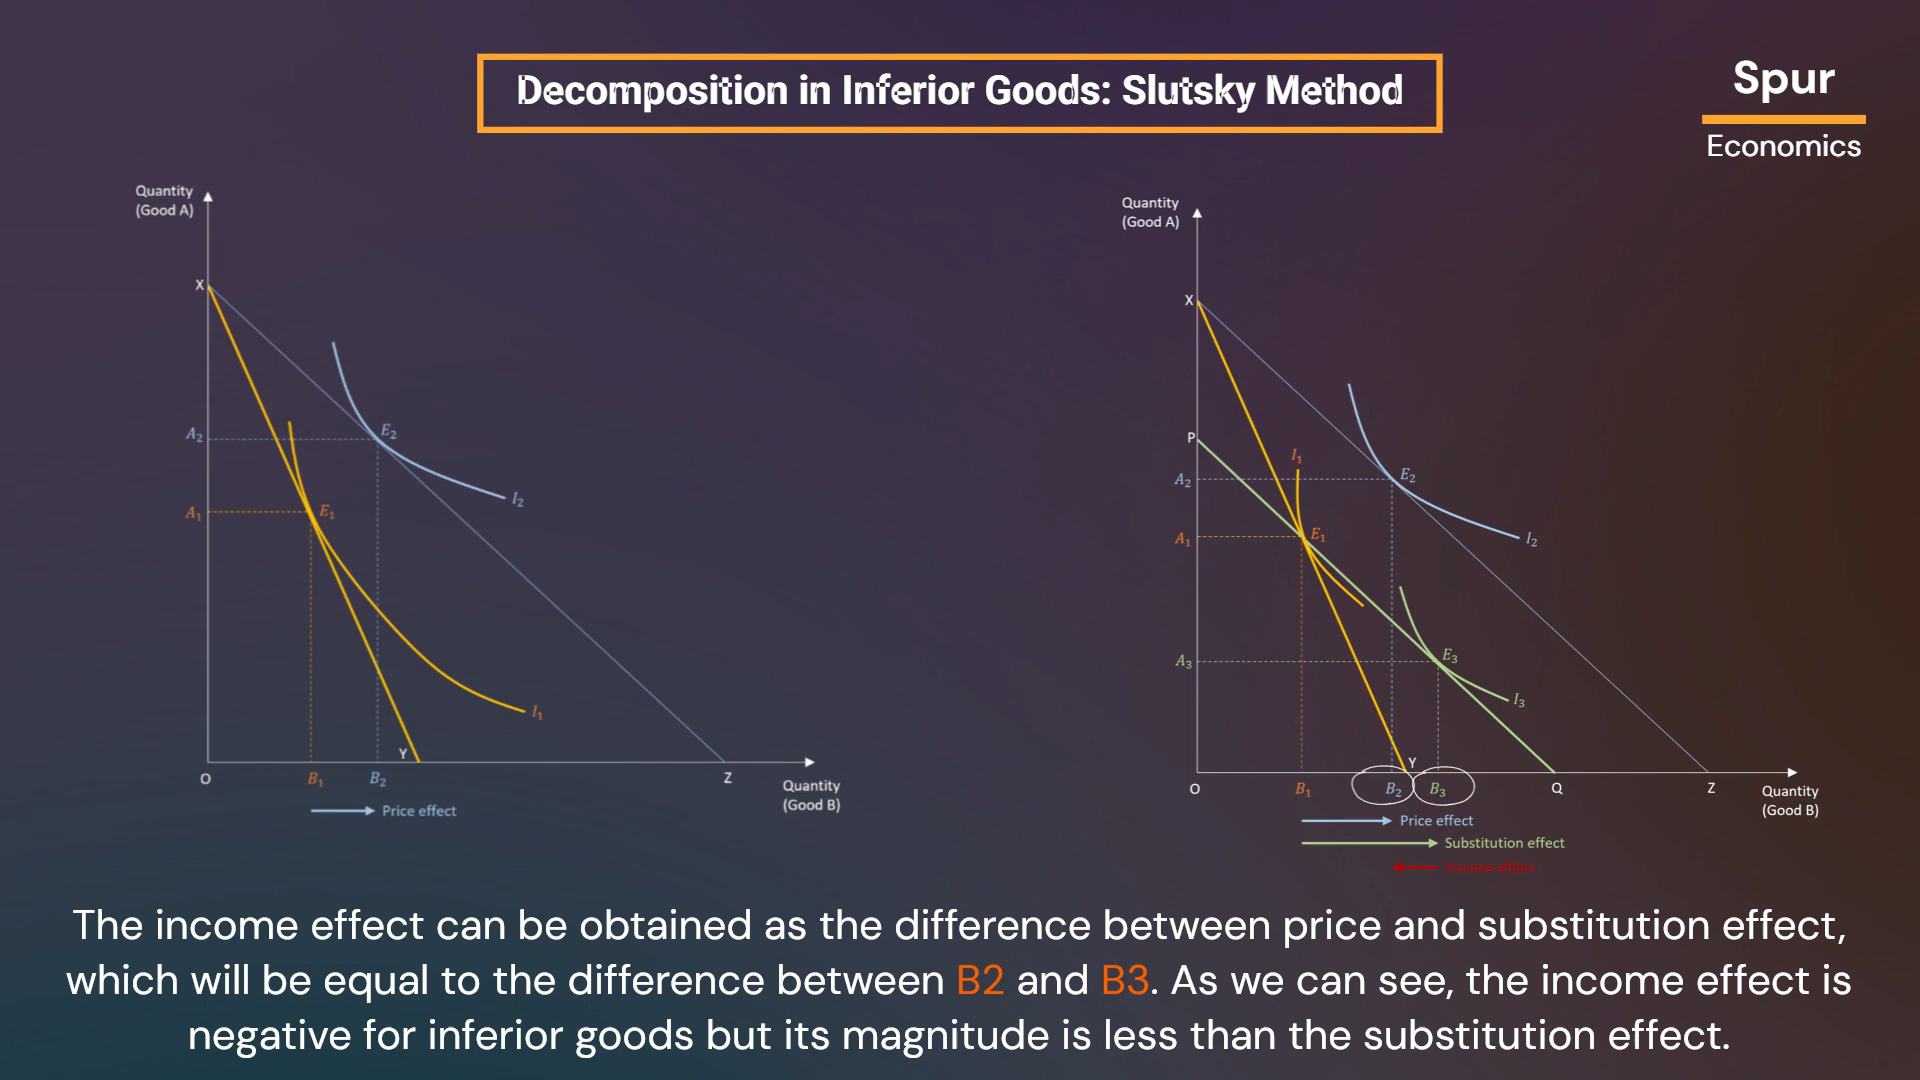 Decomposition in Inferior Goods: Slutsky Method
Spur
Economics
Quantity
(Good A)
X
A2
E2
I2
A1
E1
I1
Y
O
B1
B2
Z
Quantity
(Good B)
Price effect
Quantity
(Good A)
X
P
I1
A2
E2
A1
E1
I2
A3
E3
I3
Y
O
B1
B2
B3
Q
Z
Quantity
(Good B)
Price effect
Substitution effect
Income effect
The income effect can be obtained as the difference between price and substitution effect,
which will be equal to the difference between B2 and B3. As we can see, the income effect is
negative for inferior goods but its magnitude is less than the substitution effect.